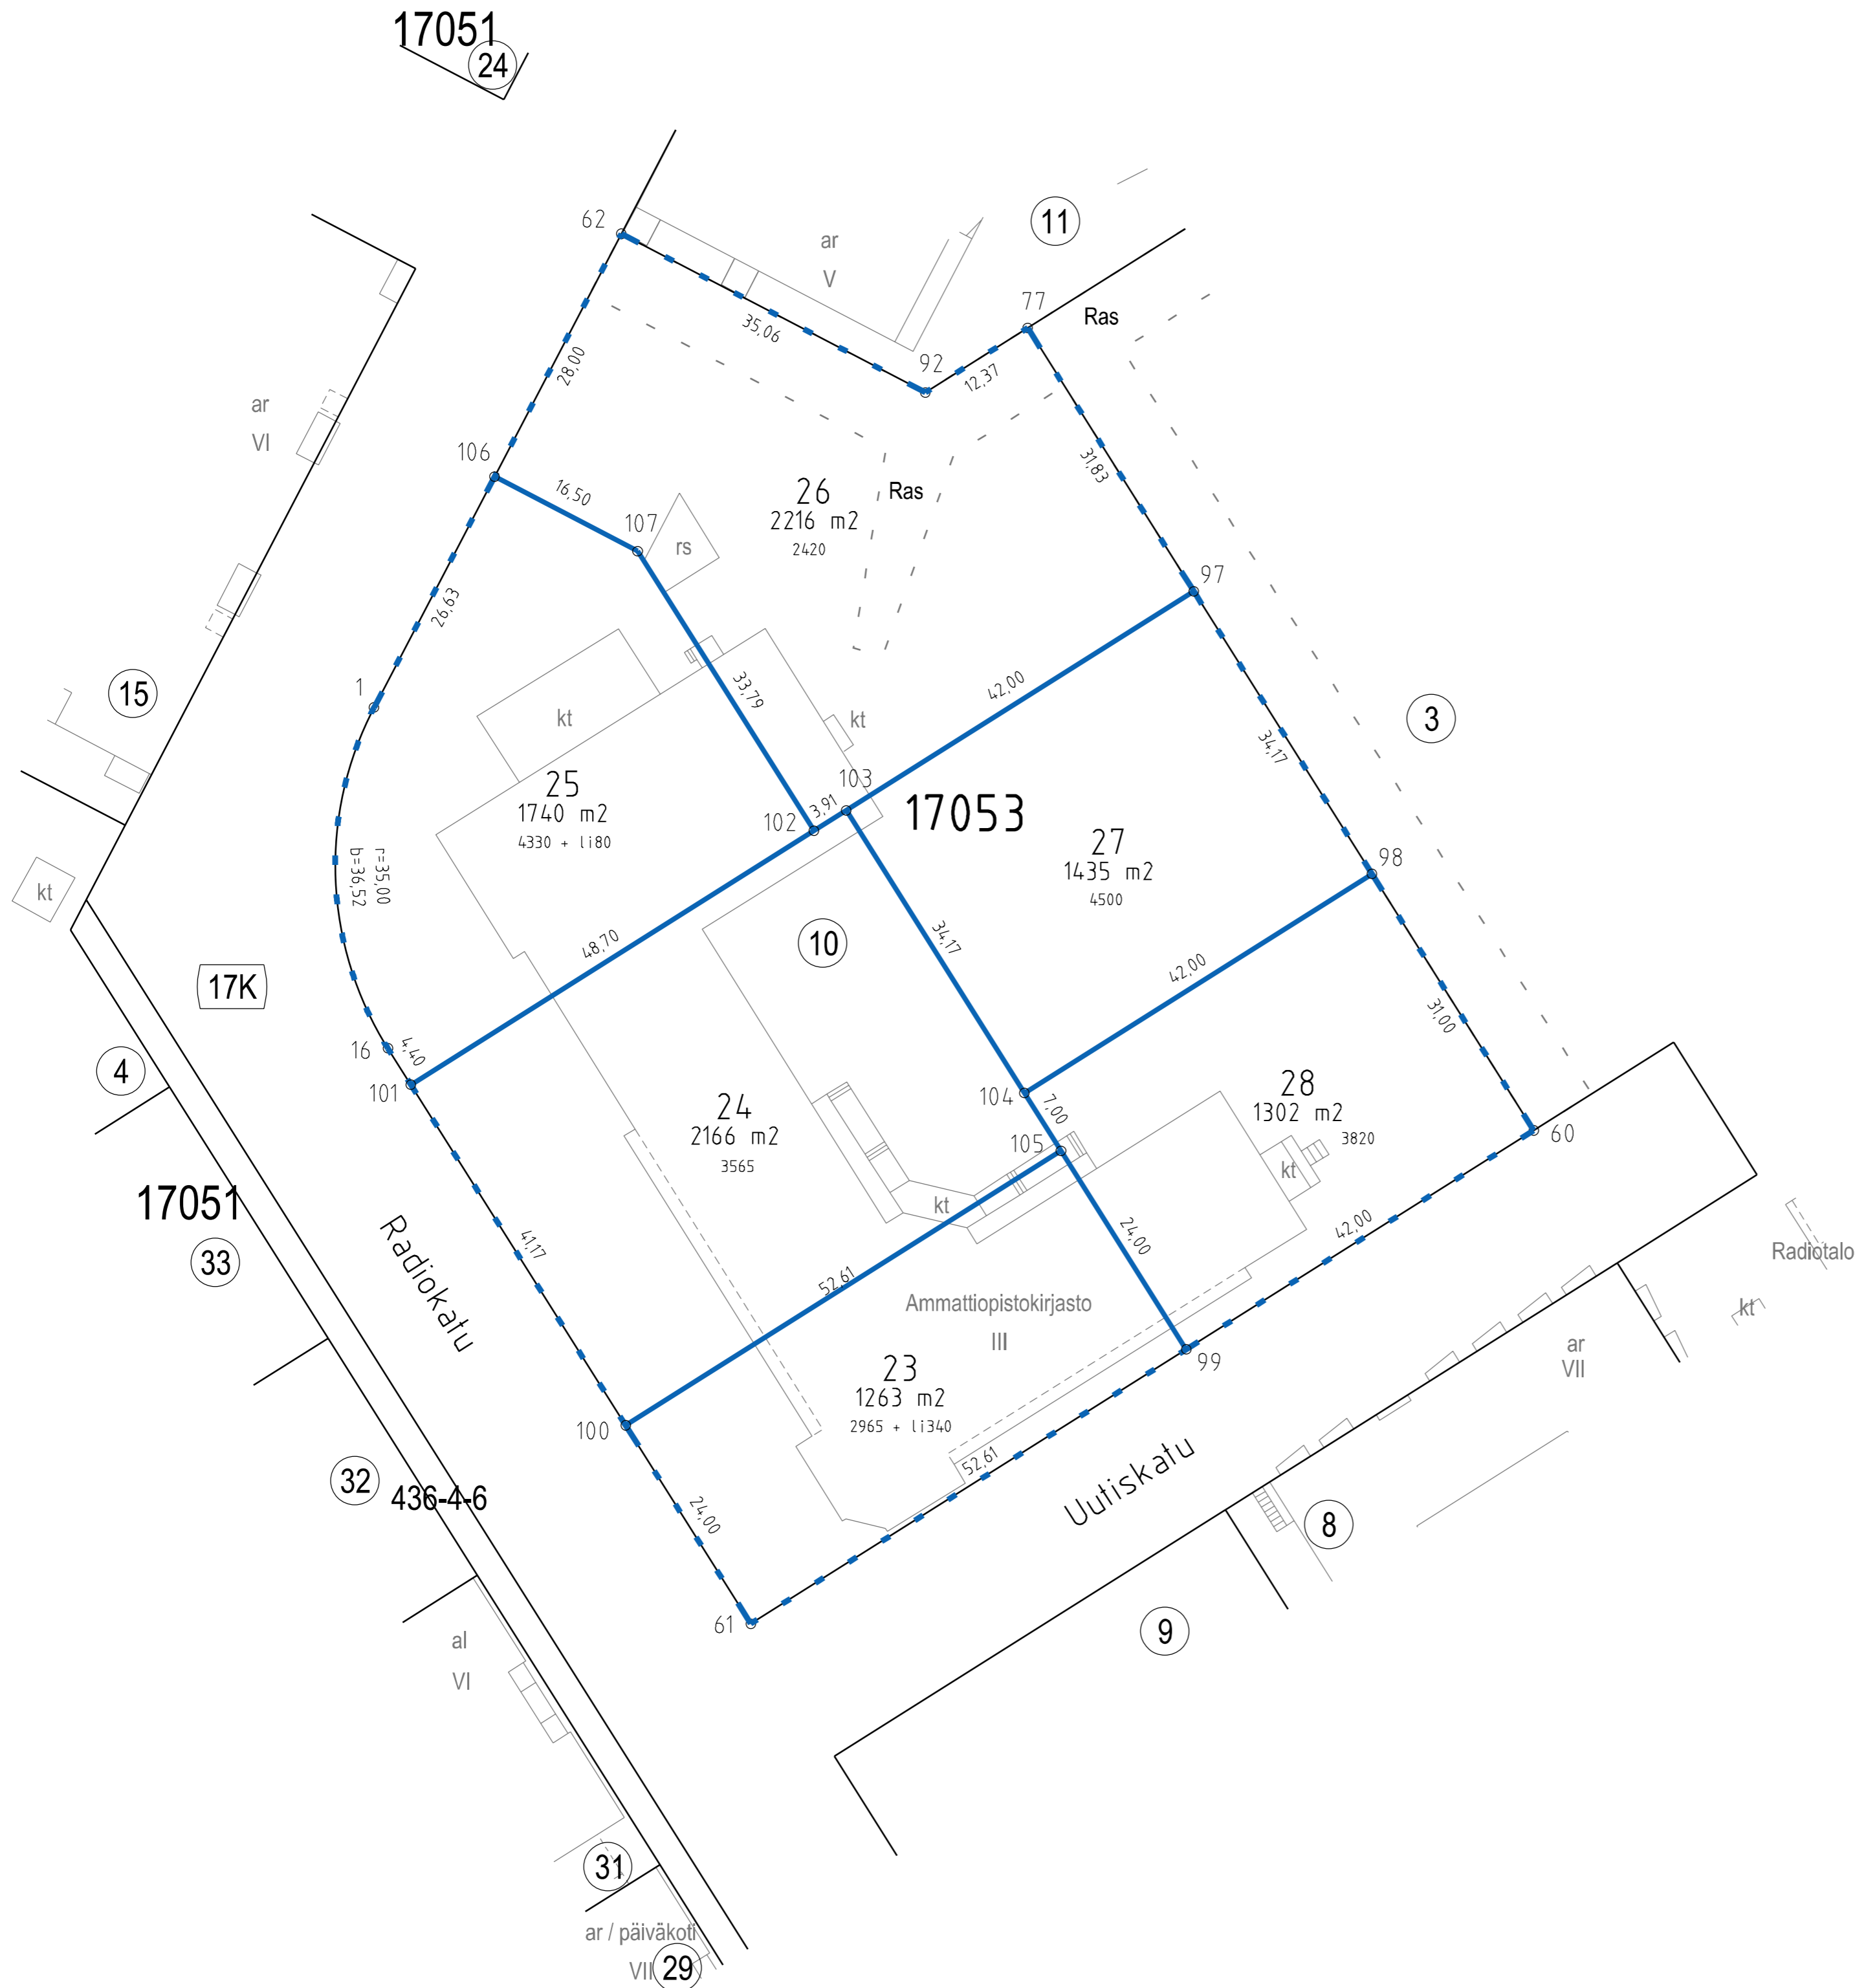 17051
24
62
ar
V
11
77
Ras
35,06
92
12,37
28,00
ar
VI
106
16,50
107
rs
26
2216 m2
2420
Ras
31,83
97
26,63
1
15
33,79
42,00
kt
kt
3
34,17
25
1740 m2
4330 + li80
102
3,91
103
17053
27
1435 m2
4500
98
r=35,00
b=36,52
kt
48,70
10
34,17
42,00
17K
31,00
16
4,40
101
4
24
2166 m2
3565
104
7,00
105
28
1302 m2
3820
60
kt
kt
17051
33
Radiokatu
41,17
24,00
42,00
Radiotalo
kt
52,61
Ammattiopistokirjasto
III
ar
VII
99
23
1263 m2
2965 + li340
100
52,61
Uutiskatu
32
436-4-6
24,00
8
61
9
al
VI
31
ar / päiväkoti
VII
29